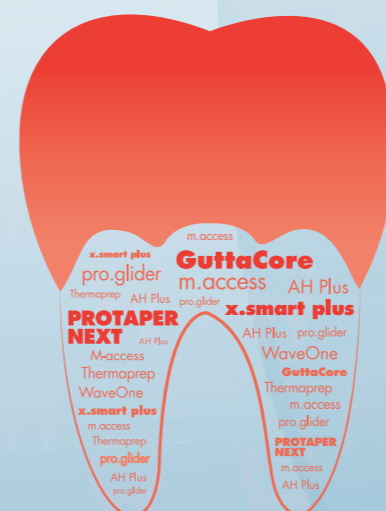 m.access
x.smart plus
GuttaCore
pro.glider
m.access
AH Plus
Thermaprep
AH Plus
pro.glider
x.smart plus
PROTAPER
NEXT
AH Plus
AH Plus
pro.glider
M-access
WaveOne
Thermaprep
GuttaCore
WaveOne
Thermaprep
x.smart plus
m.access
m.access
pro.glider
Thermaprep
PROTAPER
NEXT
pro.glider
m.access
AH Plus
AH Plus
pro.glider